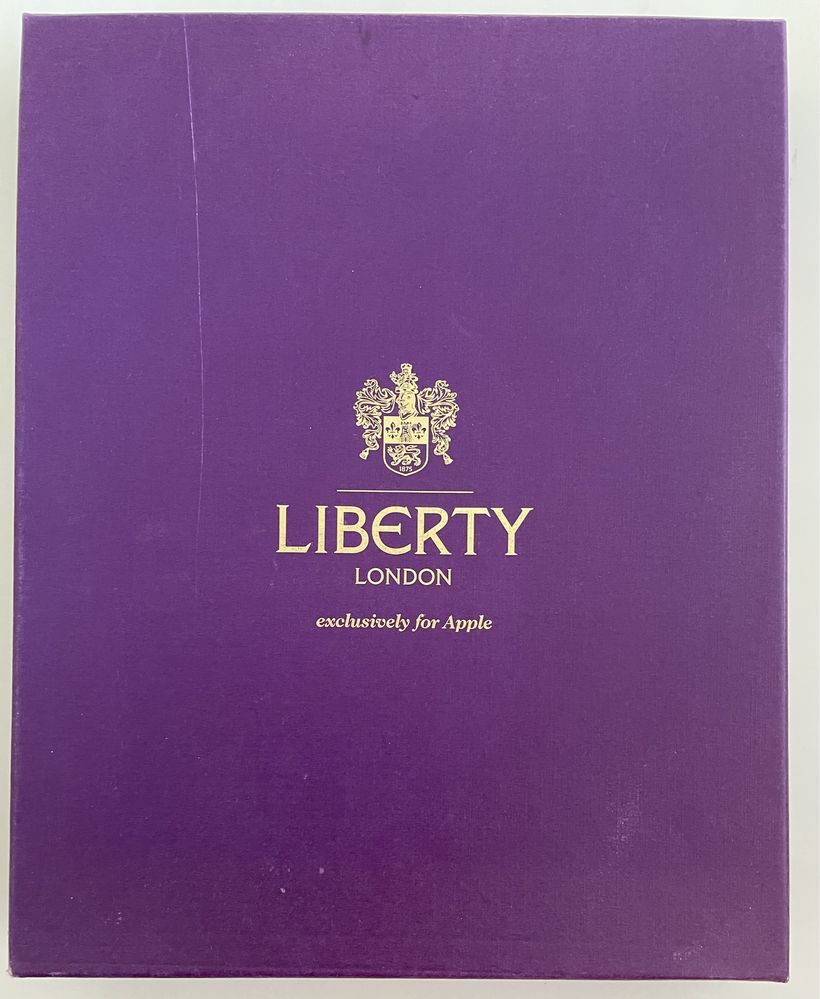 1875
LIBERTY
LONDON
exclusively for Apple